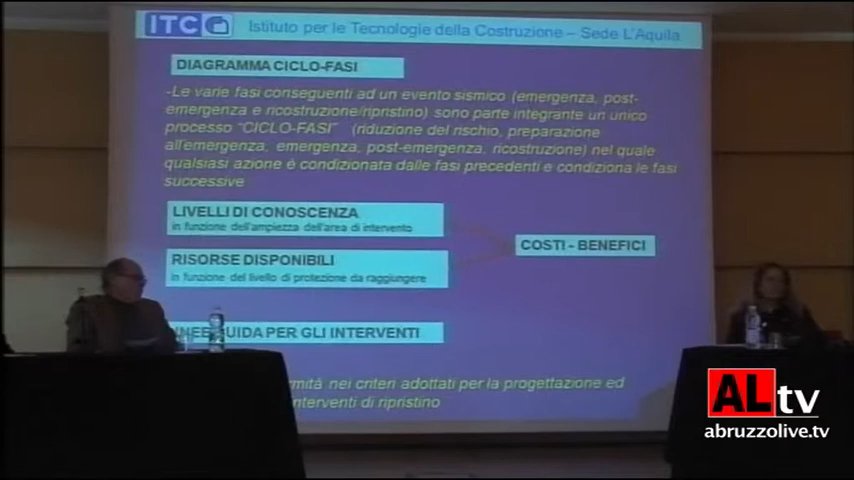 ITC Istituto per le Tecnologie della Costruzione – Sede L'Aquila
DIAGRAMMA CICLO-FASI
-Le varie fasi conseguenti ad un evento sismico (emergenza, post-
emergenza e ricostruzione/ripristino) sono parte integrante un unico
processo "CICLO-FASI" (riduzione del rischio, preparazione
all'emergenza, emergenza, post-emergenza, ricostruzione) nel quale
qualsiasi azione è condizionata dalle fasi precedenti e condiziona le fasi
successive
LIVELLI DI CONOSCENZA
in funzione dell'ampiezza dell'area di intervento
COSTI - BENEFICI
RISORSE DISPONIBILI
in funzione del livello di protezione da raggiungere
GUIDA PER GLI INTERVENTI
nei criteri adottati per la progettazione ed
interventi di ripristino
ALtv
abruzzolive.tv